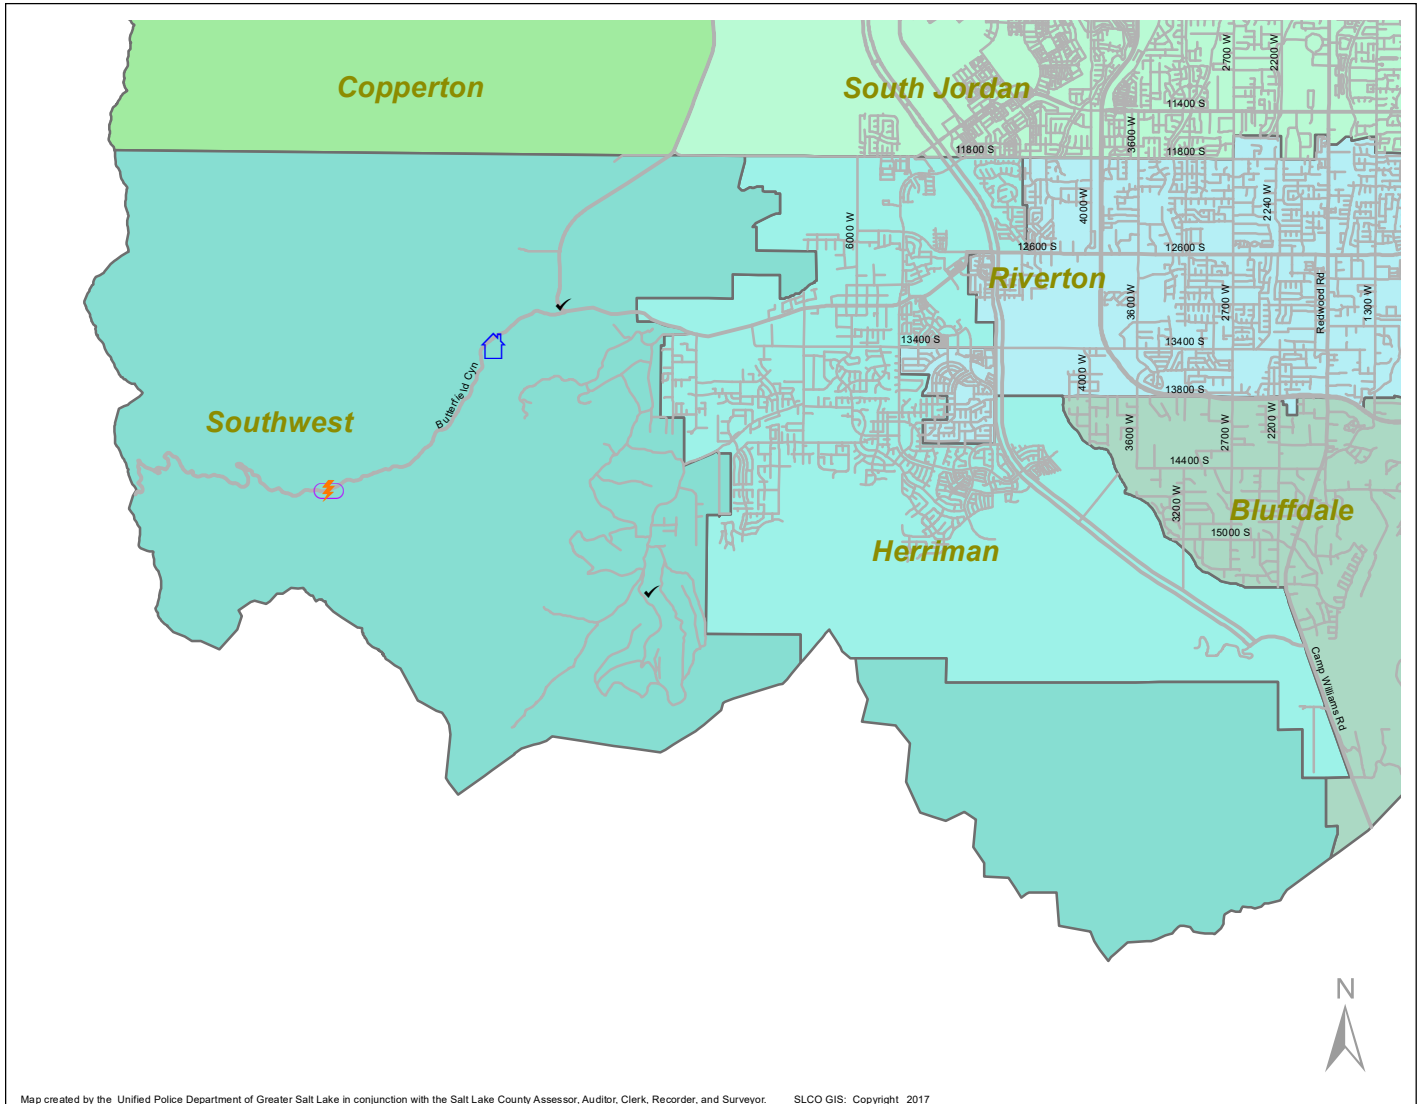 2700 W
2200 W
Copperton
South Jordan
11400 S
3600 W
11800 S
11800 S
4000 W
2240 W
6000 W
12600 S
12600 S
Riverton
3600 W
2700 W
Redwood Rd
1300 W
13400 S
13400 S
Butterfield Cyn
4000 W
13800 S
Southwest
3600 W
2700 W
2200 W
14400 S
3200 W
Bluffdale
15000 S
Herriman
Camp Williams Rd
N
Map created by the Unified Police Department of Greater Salt Lake in conjunction with the Salt Lake County Assessor, Auditor, Clerk, Recorder, and Surveyor. SLCO GIS: Copyright 2017